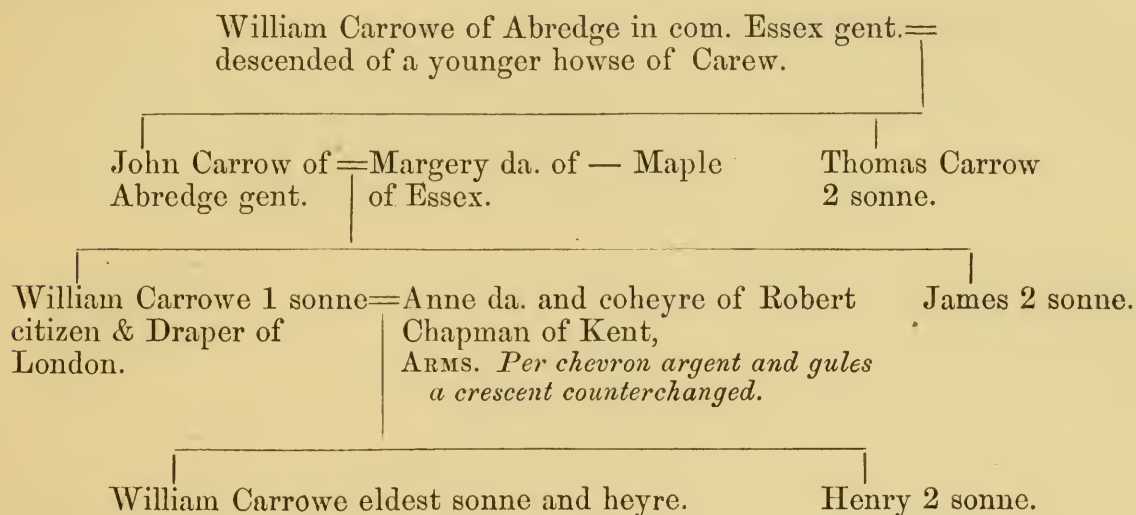 William Carrowe of Abredge in com. Essex gent.=
descended of a younger howse of Carew.
John Carrow of =Margery da. of — Maple
Abredge gent. of Essex.
Thomas Carrow
2 sonne.
William Carrowe 1 sonne=Anne da. and coheyre of Robert
citizen & Draper of Chapman of Kent,
London. ARMS. Per chevron argent and gules
a crescent counterchanged.
James 2 sonne.
William Carrowe eldest sonne and heyre.
Henry 2 sonne.